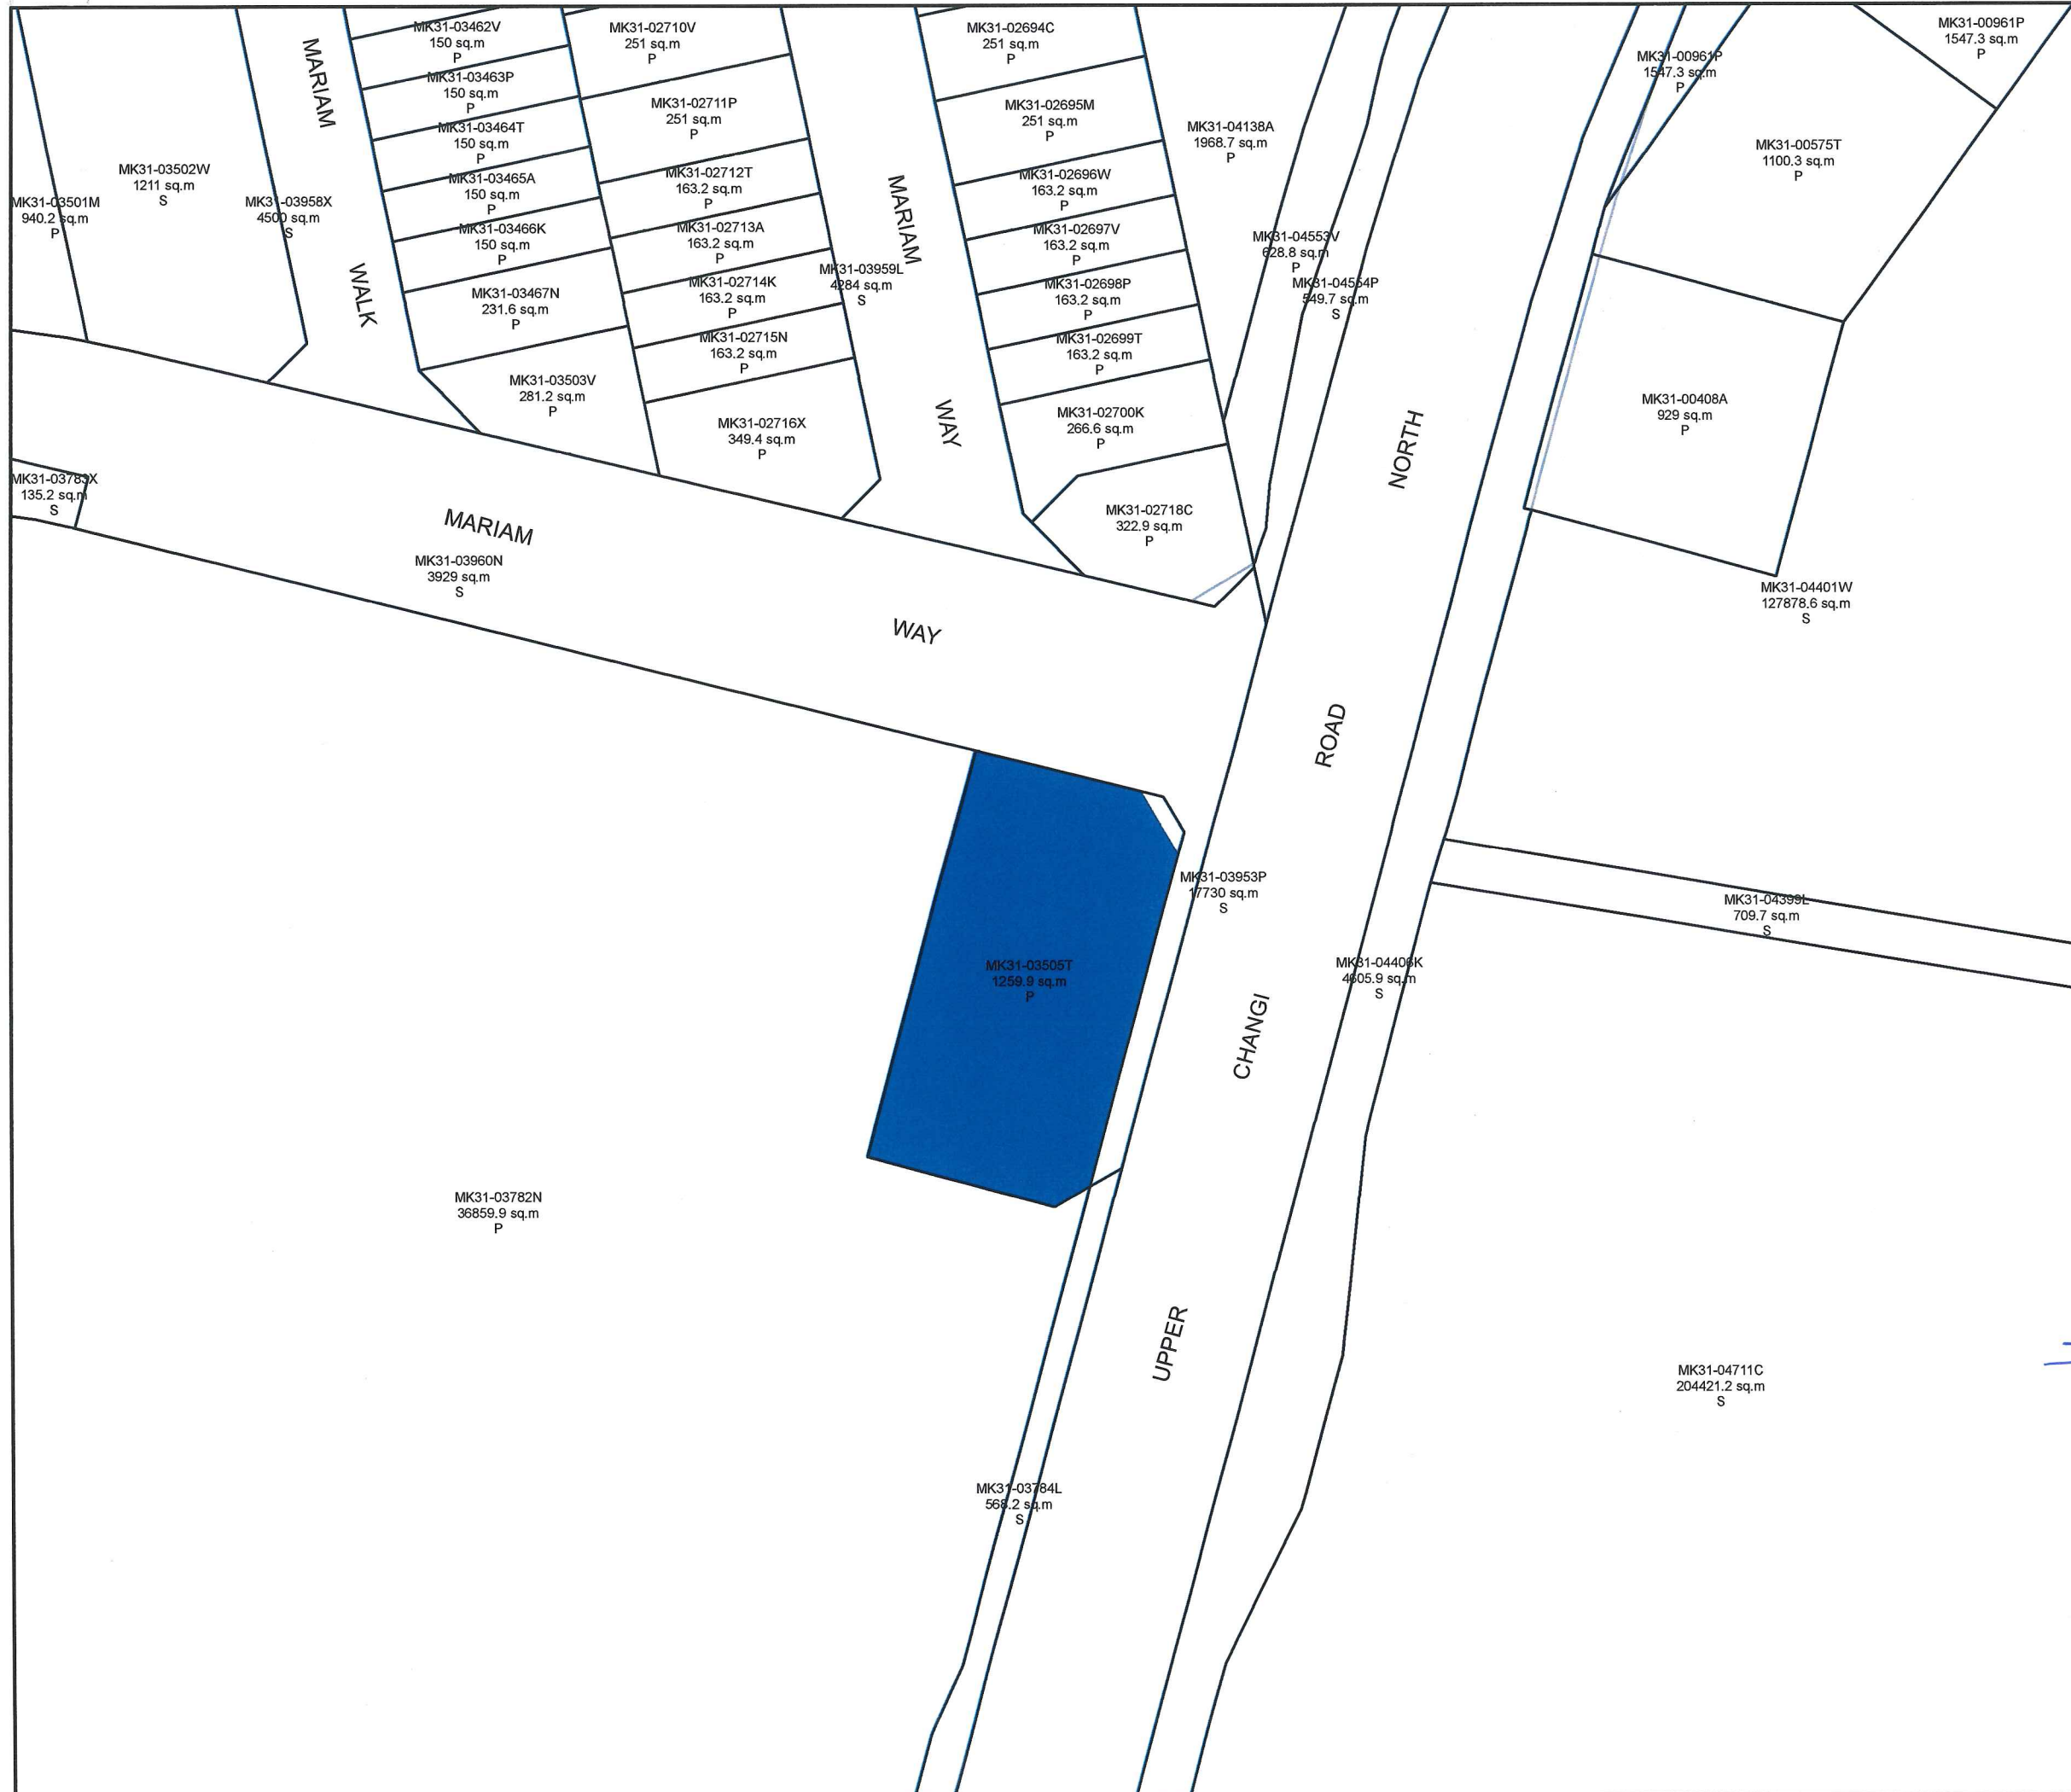 MK31-03462V
150 sq.m
P
MK31-02710V
251 sq.m
P
MK31-02694C
251 sq.m
P
MK31-00961P
1547.3 sq.m
P
MK31-00961P
1547.3 sq.m
P
MARIAM
MK31-03463P
150 sq.m
P
MK31-02711P
251 sq.m
P
MK31-02695M
251 sq.m
P
MK31-04138A
1968.7 sq.m
P
MK31-00575T
1100.3 sq.m
P
MK31-03464T
150 sq.m
P
MK31-03502W
1211 sq.m
S
MK31-03465A
150 sq.m
P
MK31-02712T
163.2 sq.m
P
MARIAM
MK31-02696W
163.2 sq.m
P
MK31-03501M
940.2 sq.m
P
MK31-03958X
4500 sq.m
S
MK31-03466K
150 sq.m
P
MK31-02713A
163.2 sq.m
P
MK31-02697V
163.2 sq.m
P
MK31-04553V
628.8 sq.m
P
WALK
MK31-03467N
231.6 sq.m
P
MK31-02714K
163.2 sq.m
P
MK31-03959L
4284 sq.m
S
MK31-02698P
163.2 sq.m
P
MK31-04554P
549.7 sq.m
S
MK31-02715N
163.2 sq.m
P
MK31-02699T
163.2 sq.m
P
MK31-03503V
281.2 sq.m
P
MK31-02716X
349.4 sq.m
P
WAY
MK31-02700K
266.6 sq.m
P
NORTH
MK31-00408A
929 sq.m
P
MK31-03783X
135.2 sq.m
S
MARIAM
MK31-02718C
322.9 sq.m
P
MK31-03960N
3929 sq.m
S
MK31-04401W
127878.6 sq.m
S
WAY
ROAD
MK31-03953P
17730 sq.m
S
MK31-04399L
709.7 sq.m
S
MK31-03505T
1259.9 sq.m
P
MK31-04406K
4605.9 sq.m
S
CHANGI
MK31-03782N
36859.9 sq.m
P
UPPER
MK31-04711C
204421.2 sq.m
S
MK31-03784L
568.2 sq.m
S